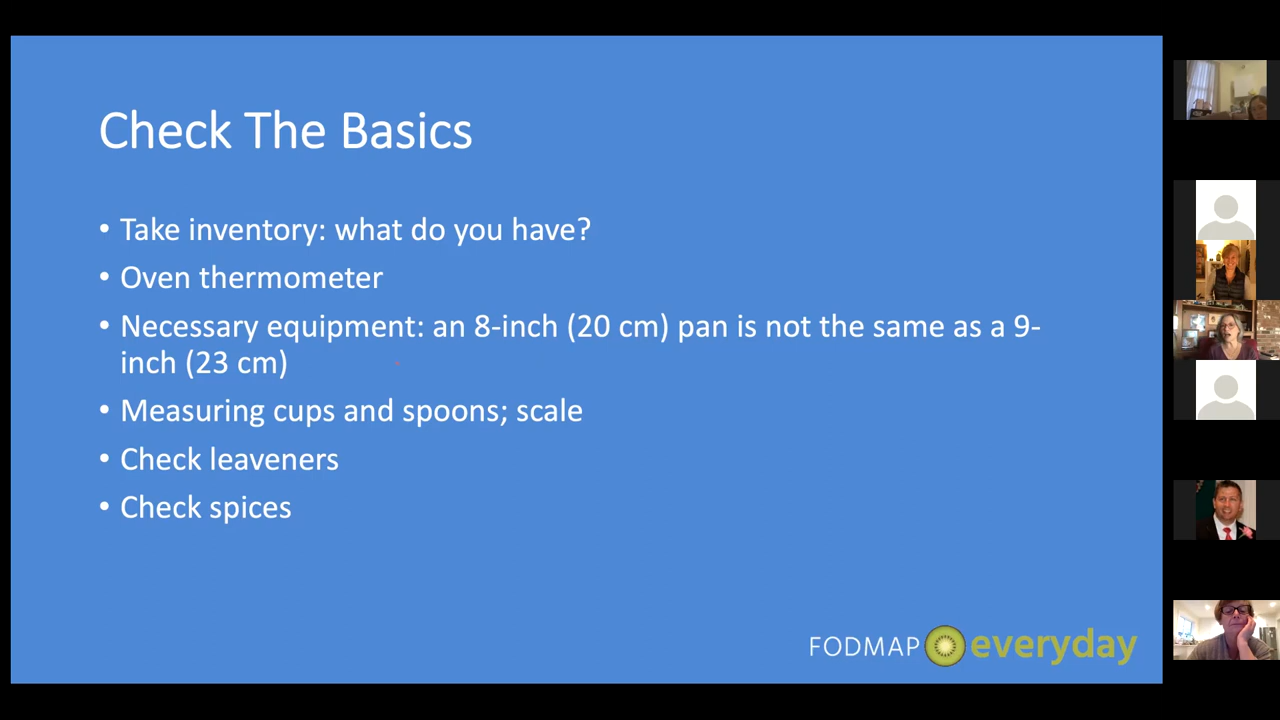 Check The Basics
• Take inventory: what do you have?
• Oven thermometer
• Necessary equipment: an 8-inch (20 cm) pan is not the same as a 9-
inch (23 cm)
• Measuring cups and spoons; scale
• Check leaveners
• Check spices
FODMAP everyday